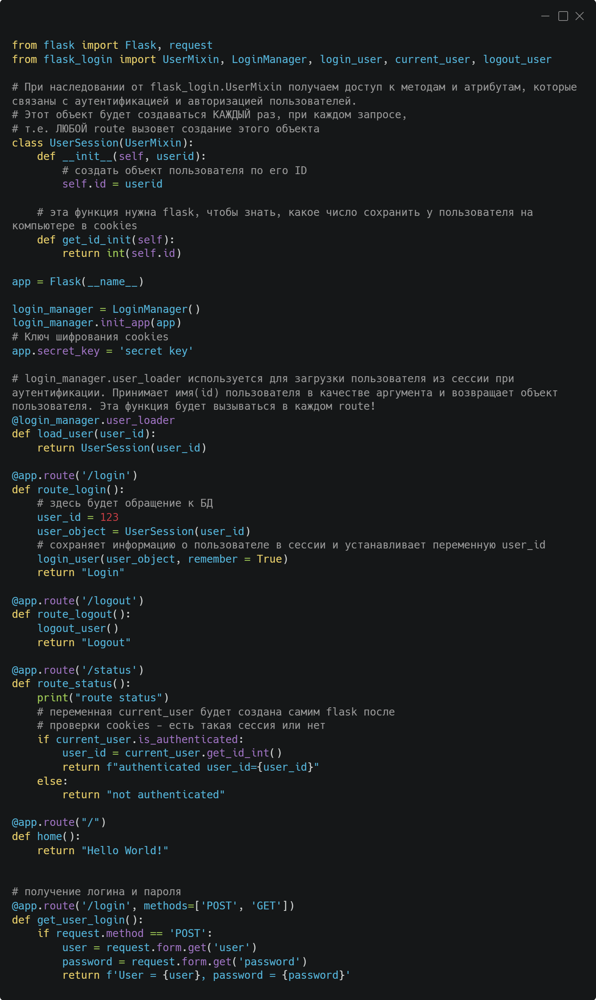 from flask import Flask, request
from flask_login import UserMixin, LoginManager, login_user, current_user, logout_user

# При наследовании от flask_login.UserMixin получаем доступ к методам и атрибутам, которые
связаны с аутентификацией и авторизацией пользователей.
# Этот объект будет создаваться КАЖДЫЙ раз, при каждом запросе,
# т.е. ЛЮБОЙ route вызовет создание этого объекта
class UserSession(UserMixin):
    def __init__(self, userid):
        # создать объект пользователя по его ID
        self.id = userid

    # эта функция нужна flask, чтобы знать, какое число сохранить у пользователя на
компьютере в cookies
    def get_id_init(self):
        return int(self.id)

app = Flask(__name__)

login_manager = LoginManager()
login_manager.init_app(app)
# Ключ шифрования cookies
app.secret_key = 'secret key'

# login_manager.user_loader используется для загрузки пользователя из сессии при
аутентификации. Принимает имя(id) пользователя в качестве аргумента и возвращает объект
пользователя. Эта функция будет вызываться в каждом route!
@login_manager.user_loader
def load_user(user_id):
    return UserSession(user_id)

@app.route('/login')
def route_login():
    # здесь будет обращение к БД
    user_id = 123
    user_object = UserSession(user_id)
    # сохраняет информацию о пользователе в сессии и устанавливает переменную user_id
    login_user(user_object, remember = True)
    return "Login"

@app.route('/logout')
def route_logout():
    logout_user()
    return "Logout"

@app.route('/status')
def route_status():
    print("route status")
    # переменная current_user будет создана самим flask после
    # проверки cookies - есть такая сессия или нет
    if current_user.is_authenticated:
        user_id = current_user.get_id_int()
        return f"authenticated user_id={user_id}"
    else:
        return "not authenticated"

@app.route("/")
def home():
    return "Hello World!"


# получение логина и пароля
@app.route('/login', methods=['POST', 'GET'])
def get_user_login():
    if request.method == 'POST':
        user = request.form.get('user')
        password = request.form.get('password')
        return f'User = {user}, password = {password}'